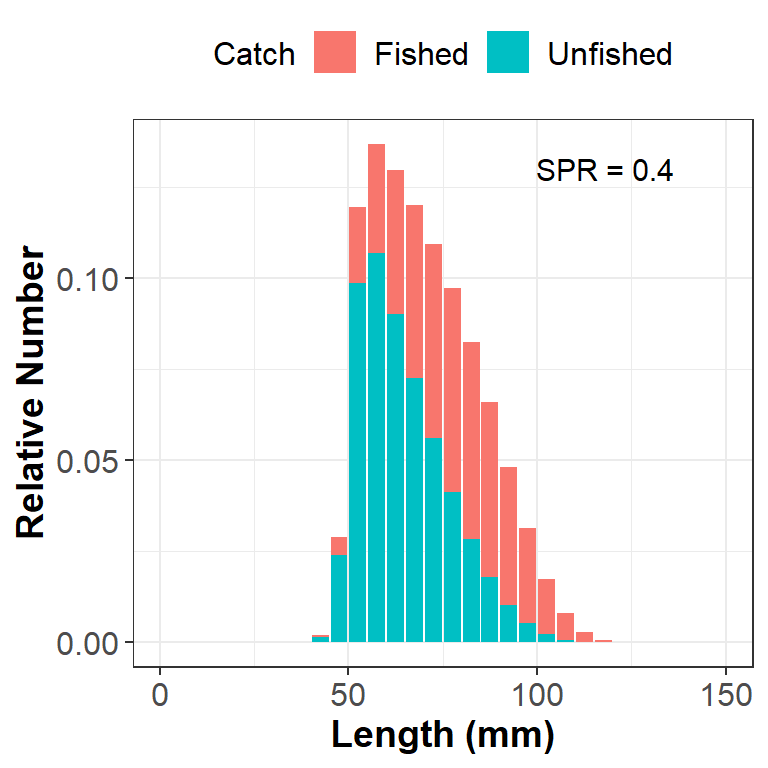 Catch Fished Unfished
SPR = 0.4
Relative Number
0.10
0.05
0.00
0 50 100 150
Length (mm)